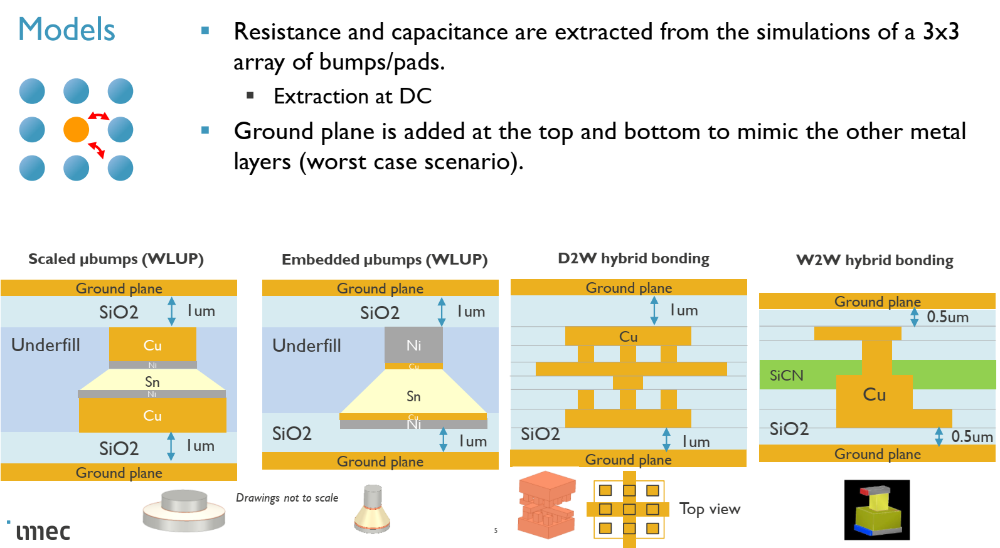 Models
Resistance and capacitance are extracted from the simulations of a 3x3
array of bumps/pads.
Extraction at DC
Ground plane is added at the top and bottom to mimic the other metal
layers (worst case scenario).
Scaled µbumps (WLUP)
Ground plane
SiO2
1um
Underfill
Cu
Ni
Sn
Ni
Cu
SiO2
1um
Ground plane
Embedded µbumps (WLUP)
Ground plane
SiO2
1um
Underfill
Ni
Cu
Sn
Cu
Ni
SiO2
1um
Ground plane
D2W hybrid bonding
Ground plane
1um
Cu
SiO2
1um
Ground plane
W2W hybrid bonding
Ground plane
0.5um
SiCN
Cu
SiO2
0.5um
Ground plane
Drawings not to scale
Top view
imec
5